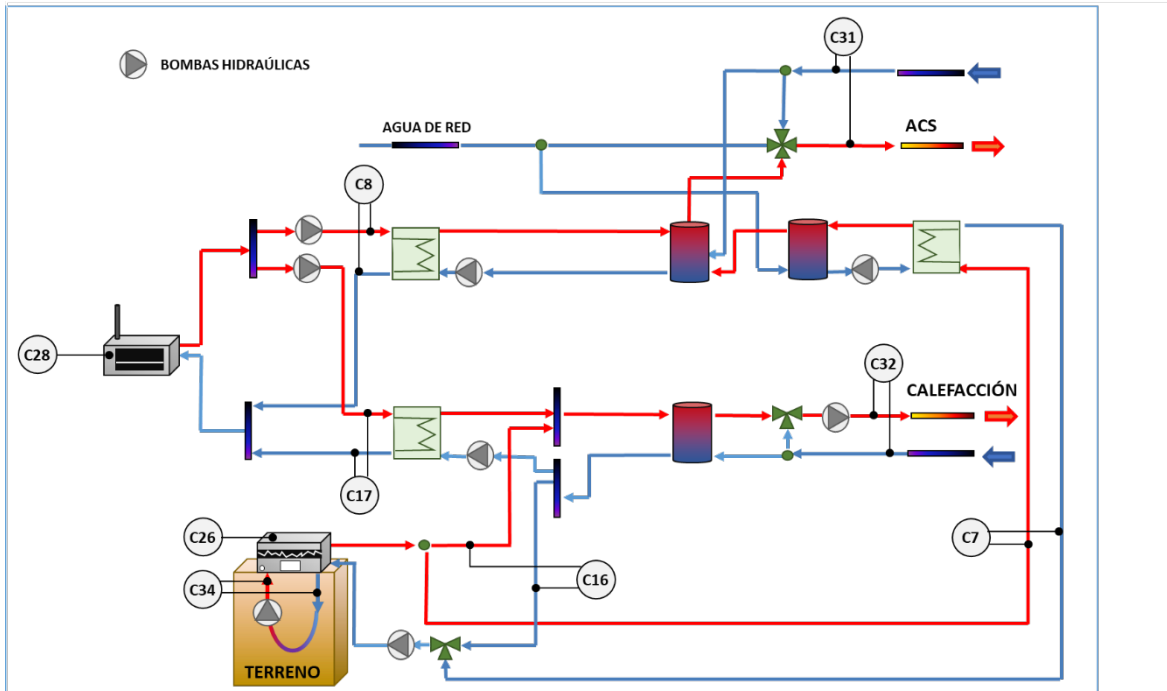 C31
BOMBAS HIDRAÚLICAS
AGUA DE RED
ACS
C8
C28
C32
CALEFACCIÓN
C17
C26
C7
C34
C16
TERRENO